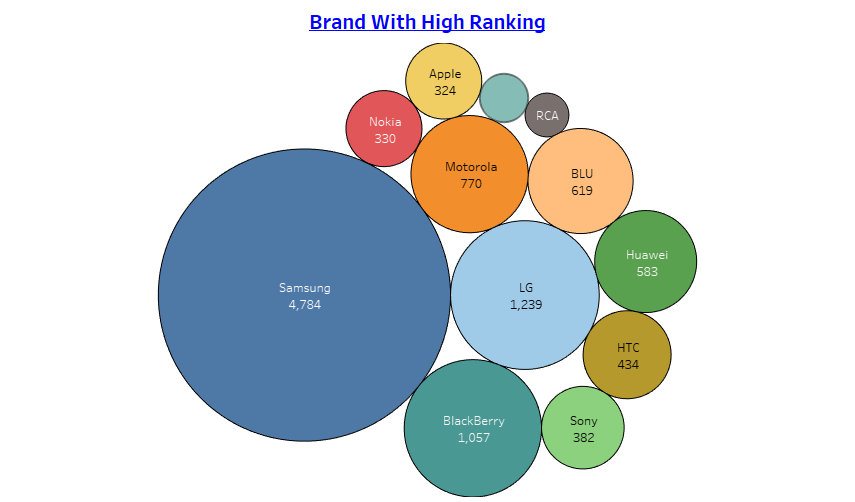 Brand With High Ranking
Apple
324
Nokia
330
RCA
Motorola
770
BLU
619
Huawei
583
Samsung
4,784
LG
1,239
HTC
434
BlackBerry
1,057
Sony
382